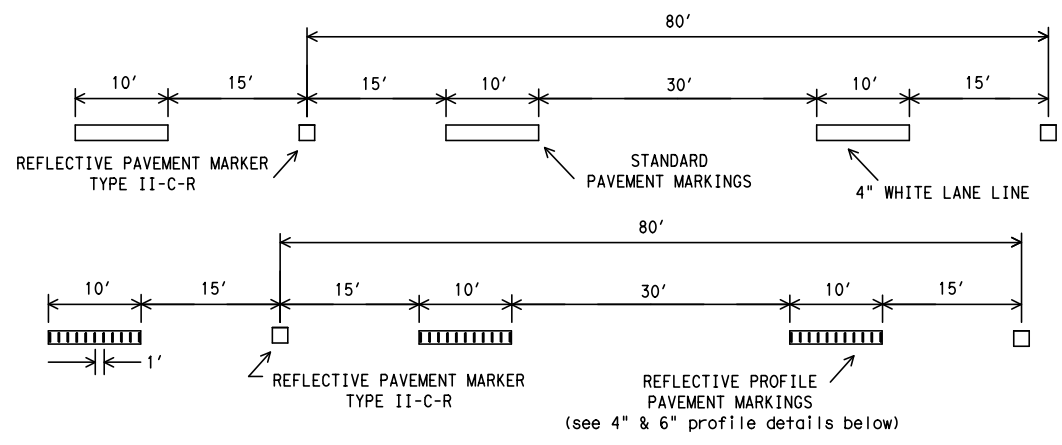 80'
10'
15'
15'
10'
30'
10'
15'
REFLECTIVE PAVEMENT MARKER
TYPE II-C-R
STANDARD
PAVEMENT MARKINGS
4" WHITE LANE LINE
80'
10'
15'
15'
10'
30'
10'
15'
1'
REFLECTIVE PAVEMENT MARKER
TYPE II-C-R
REFLECTIVE PROFILE
PAVEMENT MARKINGS
(see 4" & 6" profile details below)